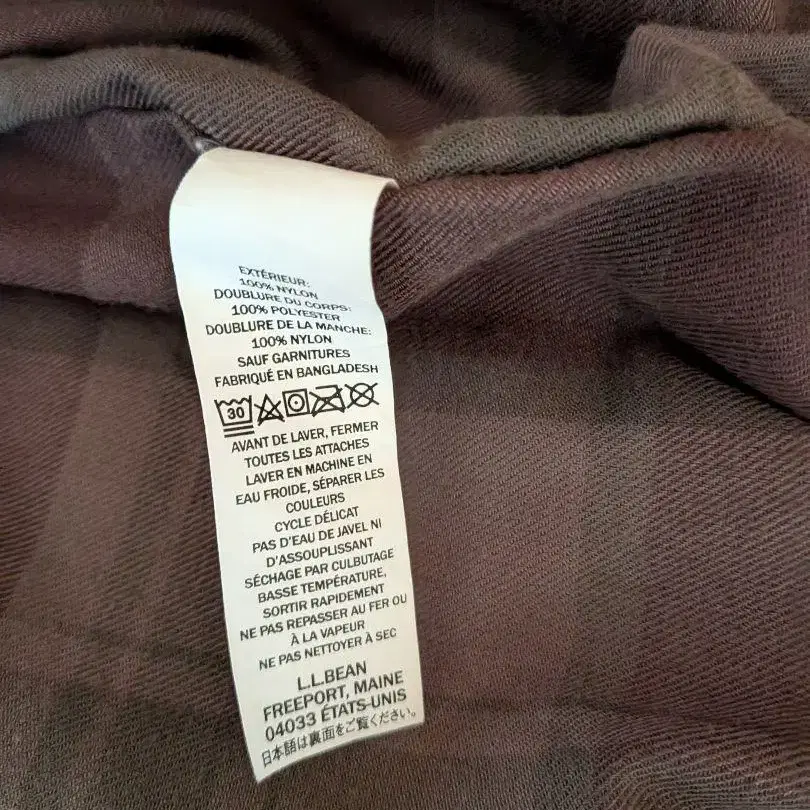 EXTÉRIEUR:
100% NYLON
DOUBLURE DU CORPS:
100% POLYESTER
DOUBLURE DE LA MANCHE:
100% NYLON
SAUF GARNITURES
FABRIQUÉ EN BANGLADESH
30
AVANT DE LAVER, FERMER
TOUTES LES ATTACHES
LAVER EN MACHINE EN
EAU FROIDE, SÉPARER LES
COULEURS
CYCLE DÉLICAT
PAS D'EAU DE JAVEL NI
D'ASSOUPLISSANT
SÉCHAGE PAR CULBUTAGE
BASSE TEMPÉRATURE,
SORTIR RAPIDEMENT
NE PAS REPASSER AU FER OU
À LA VAPEUR
NE PAS NETTOYER À SEC
L.L.BEAN
FREEPORT, MAINE
04033 ÉTATS-UNIS
日本語は裏面をご覧ください。